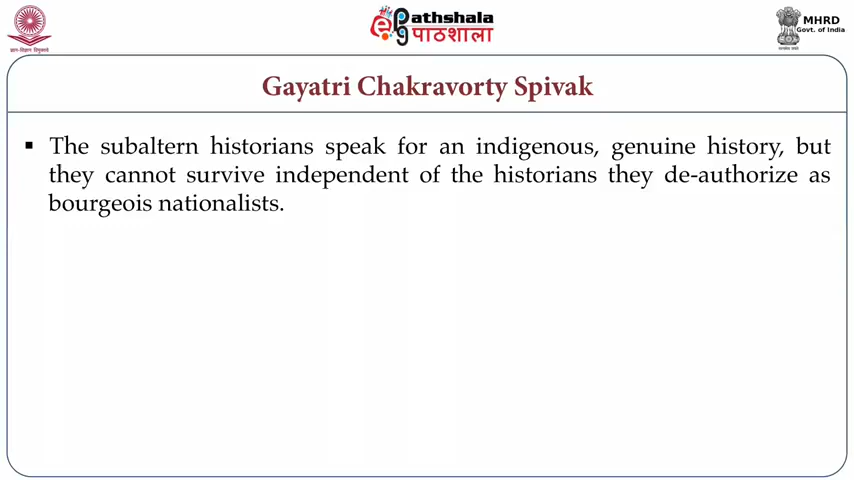 ePathshala
पाठशाला
MHRD
Govt. of India
Gayatri Chakravorty Spivak
▪ The subaltern historians speak for an indigenous, genuine history, but
they cannot survive independent of the historians they de-authorize as
bourgeois nationalists.